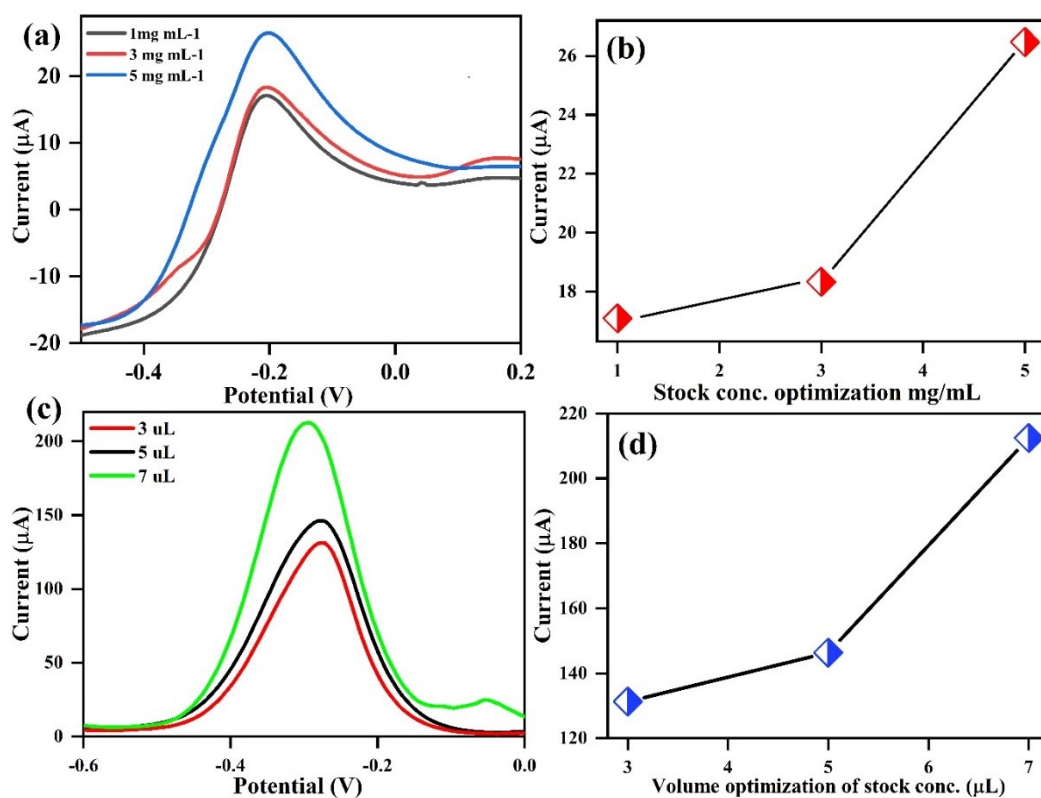 (a)
1mg mL-1
3 mg mL-1
5 mg mL-1
20
10
0
-10
-20
Current (µA)
-0.4
-0.2
0.0
0.2
Potential (V)
(b)
26
24
22
20
18
Current (µA)
1
2
3
4
5
Stock conc. optimization mg/mL
(c)
3 uL
5 uL
7 uL
200
150
100
50
0
Current (µA)
-0.6
-0.4
-0.2
0.0
Potential (V)
(d)
220
200
180
160
140
120
Current (µA)
3
4
5
6
7
Volume optimization of stock conc. (µL)